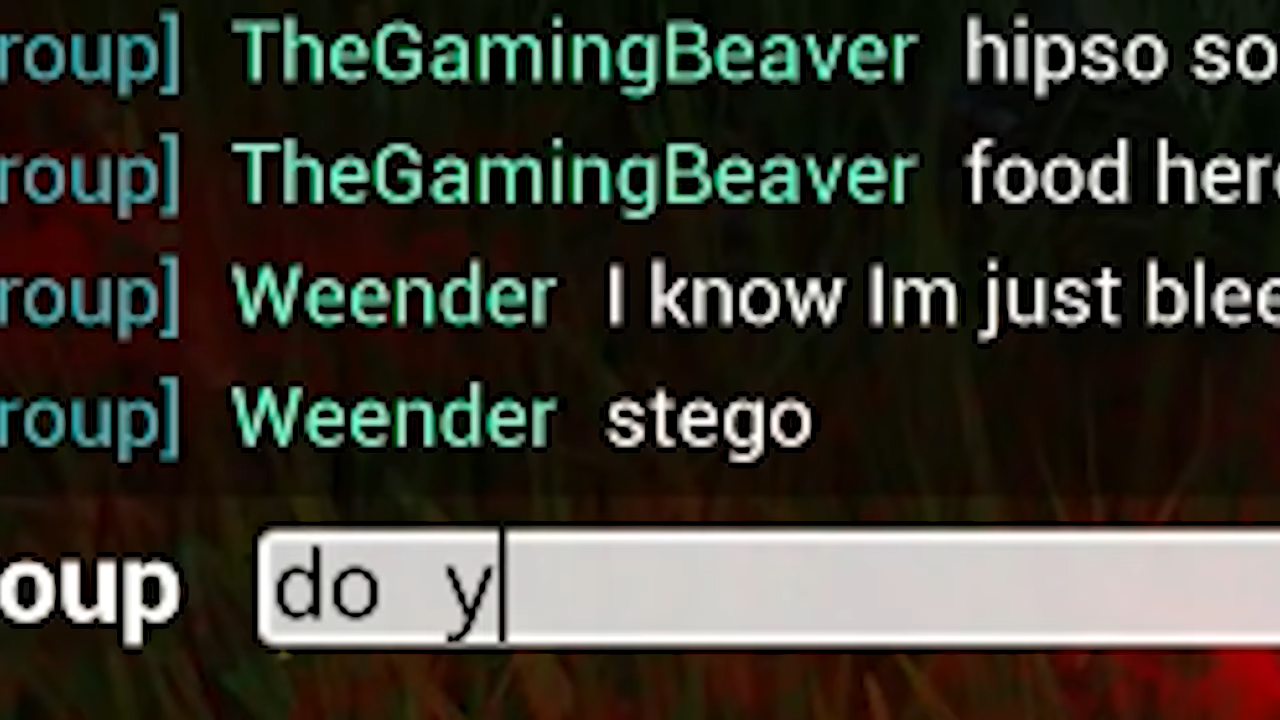 roup] TheGamingBeaver hipso so
roup] TheGamingBeaver food here
roup] Weender I know Im just blee
roup] Weender stego
oup do y